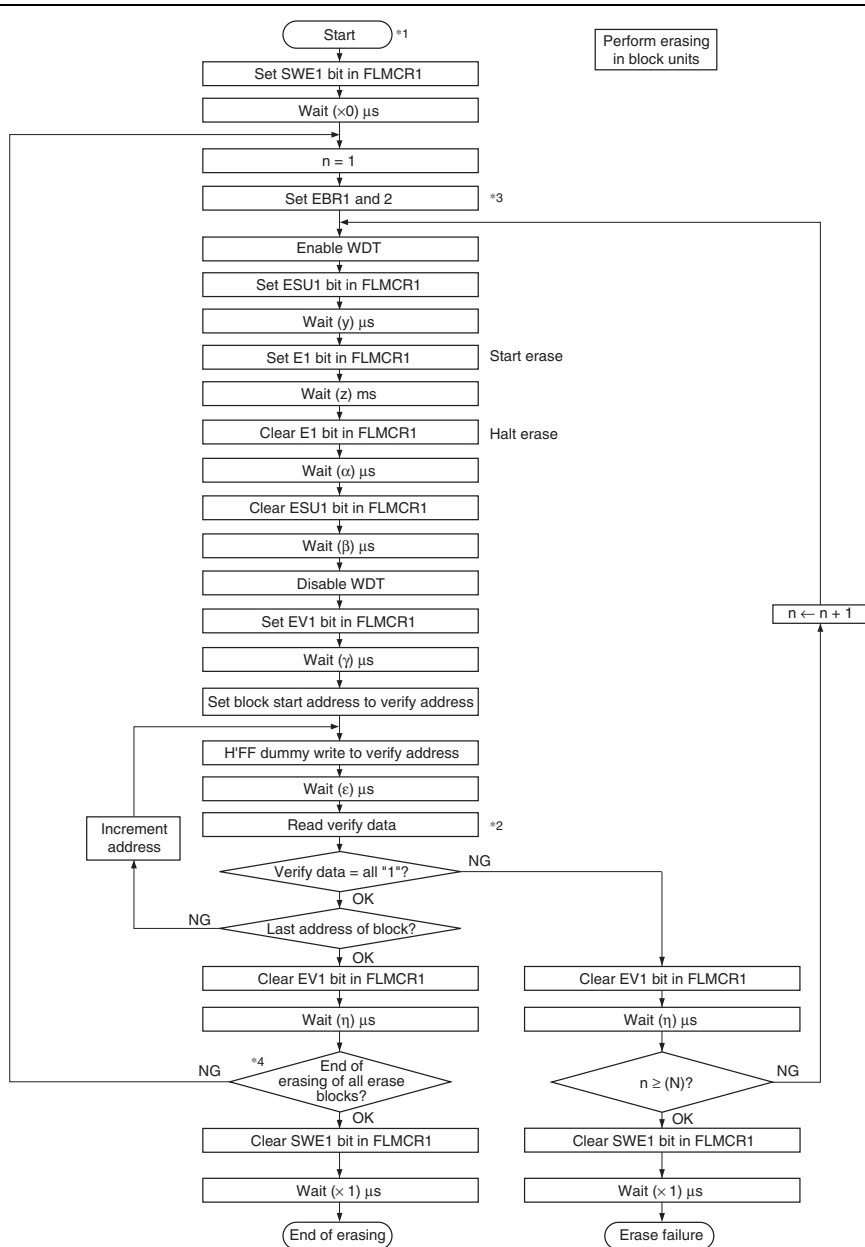 Start
*1
Perform erasing
in block units
Set SWE1 bit in FLMCR1
Wait (×0) μs
n = 1
Set EBR1 and 2
*3
Enable WDT
Set ESU1 bit in FLMCR1
Wait (y) μs
Set E1 bit in FLMCR1
Start erase
Wait (z) ms
Clear E1 bit in FLMCR1
Halt erase
Wait (α) μs
Clear ESU1 bit in FLMCR1
Wait (β) μs
Disable WDT
Set EV1 bit in FLMCR1
n ← n + 1
Wait (γ) μs
Set block start address to verify address
H'FF dummy write to verify address
Wait (ε) μs
Increment
address
Read verify data
*2
Verify data = all "1"?
NG
OK
NG
Last address of block?
OK
Clear EV1 bit in FLMCR1
Clear EV1 bit in FLMCR1
Wait (η) μs
Wait (η) μs
NG
*4
End of
erasing of all erase
blocks?
n ≥ (N)?
NG
OK
OK
Clear SWE1 bit in FLMCR1
Clear SWE1 bit in FLMCR1
Wait (× 1) μs
Wait (× 1) μs
End of erasing
Erase failure